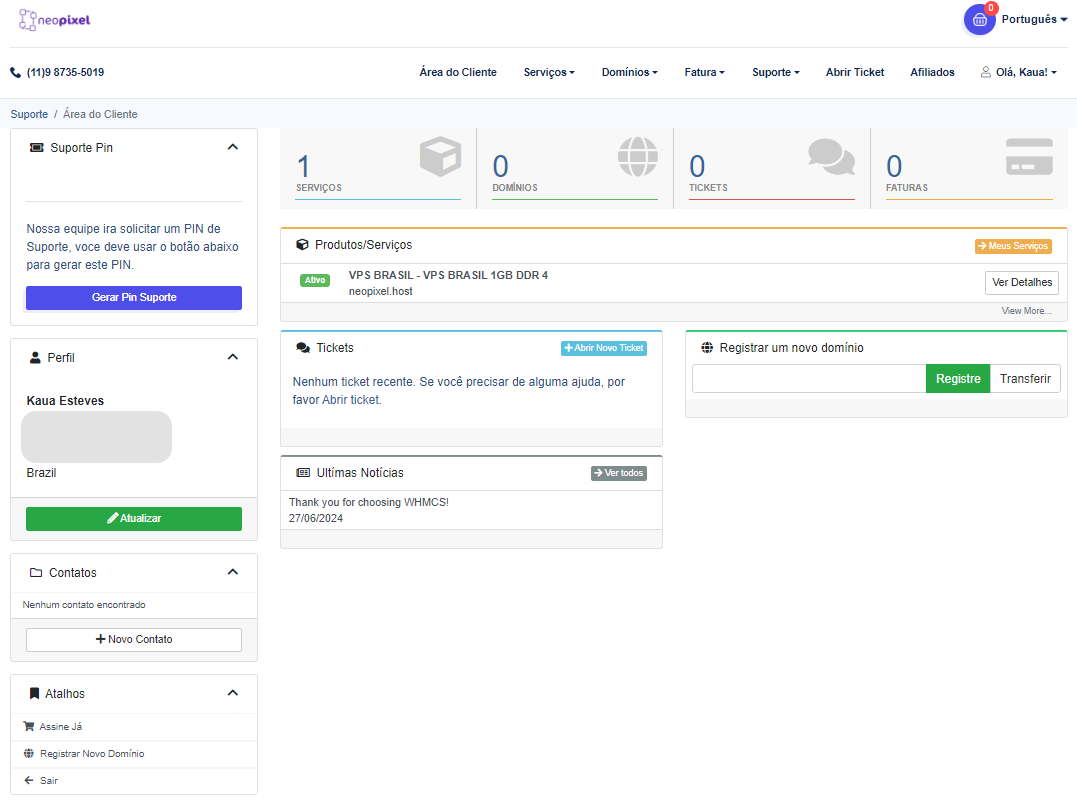 neopixel
0
Português
(11)9 8735-5019
Área do Cliente
Serviços
Domínios
Fatura
Suporte
Abrir Ticket
Afiliados
Olá, Kaua!
Suporte / Área do Cliente
Suporte Pin
Nossa equipe ira solicitar um PIN de
Suporte, voce deve usar o botão abaixo
para gerar este PIN.
Gerar Pin Suporte
Perfil
Kaua Esteves
Brazil
Atualizar
Contatos
Nenhum contato encontrado
Novo Contato
Atalhos
Assine Já
Registrar Novo Domínio
Sair
1
SERVIÇOS
0
DOMÍNIOS
0
TICKETS
0
FATURAS
Produtos/Serviços
Meus Serviços
Ativo
VPS BRASIL - VPS BRASIL 1GB DDR 4
neopixel.host
Ver Detalhes
View More...
Tickets
Abrir Novo Ticket
Nenhum ticket recente. Se você precisar de alguma ajuda, por
favor Abrir ticket.
Registrar um novo domínio
Registre
Transferir
Ultímas Notícias
Ver todos
Thank you for choosing WHMCS!
27/06/2024